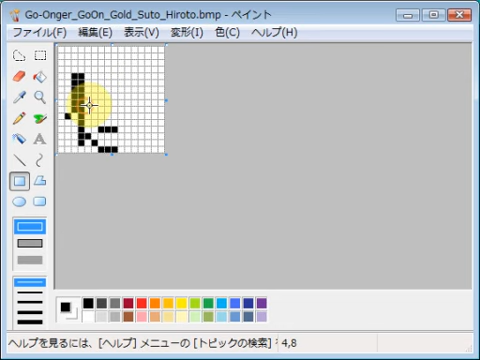 Go-Onger_GoOn_Gold_Suto_Hiroto.bmp - ペイント
ファイル(F) 編集(E) 表示(V) 変形(I) 色(C) ヘルプ(H)
A
ヘルプを見るには、[ヘルプ] メニューの [トピックの検索] 4,8